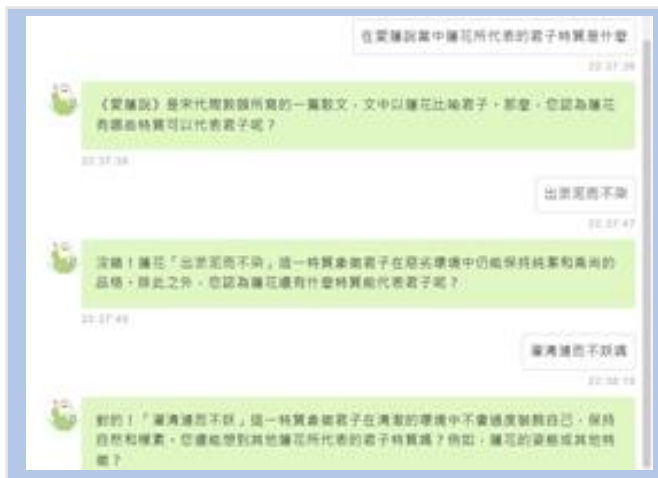 在愛蓮說當中蓮花所代表的君子特質是什麼
《愛蓮說》是宋代周敦頤所寫的一篇散文，文中以蓮花比喻君子。那麼，您認為蓮花
有哪些特質可以代表君子呢？
22:37:38
出淤泥而不染
22:37:47
沒錯！蓮花「出淤泥而不染」這一特質象徵君子在惡劣環境中仍能保持純潔和高尚的
品格。除此之外，您認為蓮花還有什麼特質能代表君子呢？
22:37:49
濯清漣而不妖嗎
對的！「濯清漣而不妖」這一特質象徵君子在清澈的環境中不會過度裝飾自己，保持
自然和樸素。您還能想到其他蓮花所代表的君子特質嗎？例如，蓮花的姿態或其他特
徵？